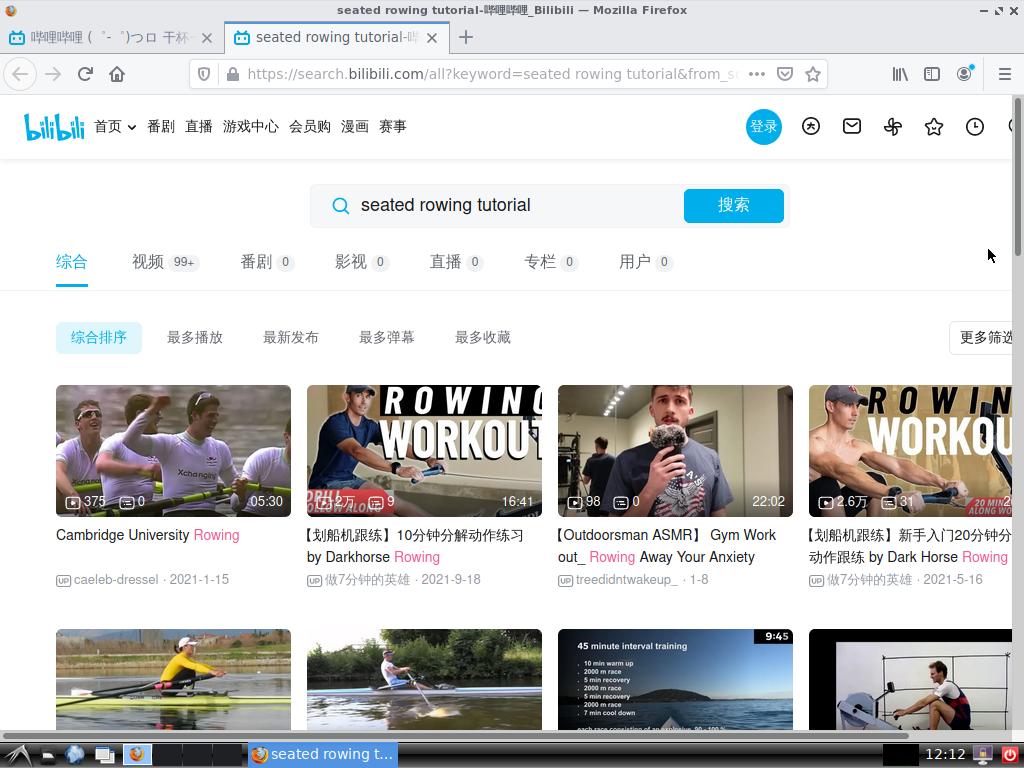 seated rowing tutorial-哔哩哔哩_Bilibili — Mozilla Firefox
哔哩哔哩 (゜-゜)つロ 干杯
seated rowing tutorial-哔
https://search.bilibili.com/all?keyword=seated rowing tutorial&from_s
bilibili
首页 番剧 直播 游戏中心 会员购 漫画 赛事
登录
seated rowing tutorial
搜索
综合 视频 99+ 番剧 0 影视 0 直播 0 专栏 0 用户 0
综合排序 最多播放 最新发布 最多弹幕 最多收藏 更多筛选
Xchanging
375 0 05:30
ROWING
WORKOUT
9 16:41
98 0 22:02
ROWING
WORKOU
20 MIN
ALONG WO
2.6万 31
Cambridge University Rowing
caeleb-dressel · 2021-1-15
【划船机跟练】10分钟分解动作练习
by Darkhorse Rowing
做7分钟的英雄 · 2021-9-18
【Outdoorsman ASMR】 Gym Work
out_ Rowing Away Your Anxiety
treedidntwakeup_ · 1-8
【划船机跟练】新手入门20分钟分
动作跟练 by Dark Horse Rowing
做7分钟的英雄 · 2021-5-16
9:45
45 minute interval training
10 min warm up
2000 m race
5 min recovery
2000 m race
5 min recovery
2000 m race
7 min cool down
each race consisting of an explosive, 90 - 100 %
seated rowing t...
12:12